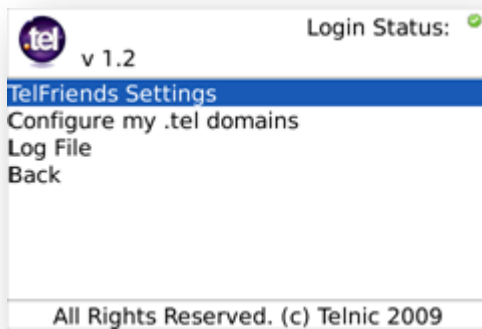 .tel
v 1.2
Login Status:
TelFriends Settings
Configure my .tel domains
Log File
Back
All Rights Reserved. (c) Telnic 2009